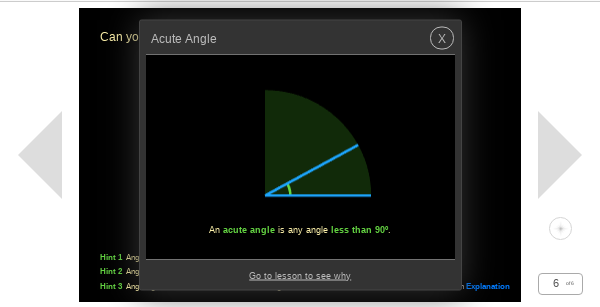 Can yo
Acute Angle
X
An acute angle is any angle less than 90º.
Hint 1 Ang
Hint 2 Ang
Hint 3 Ang
Explanation
Go to lesson to see why
6 of 6